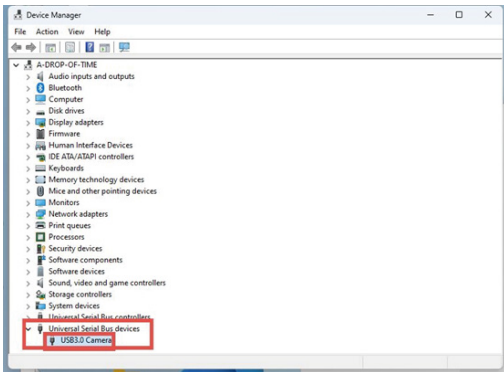 Device Manager
File Action View Help
A-DROP-OF-TIME
Audio inputs and outputs
Bluetooth
Computer
Disk drives
Display adapters
Firmware
Human Interface Devices
IDE ATA/ATAPI controllers
Keyboards
Memory technology devices
Mice and other pointing devices
Monitors
Network adapters
Print queues
Processors
Security devices
Software components
Software devices
Sound, video and game controllers
Storage controllers
System devices
Universal Serial Bus controllers
Universal Serial Bus devices
USB3.0 Camera